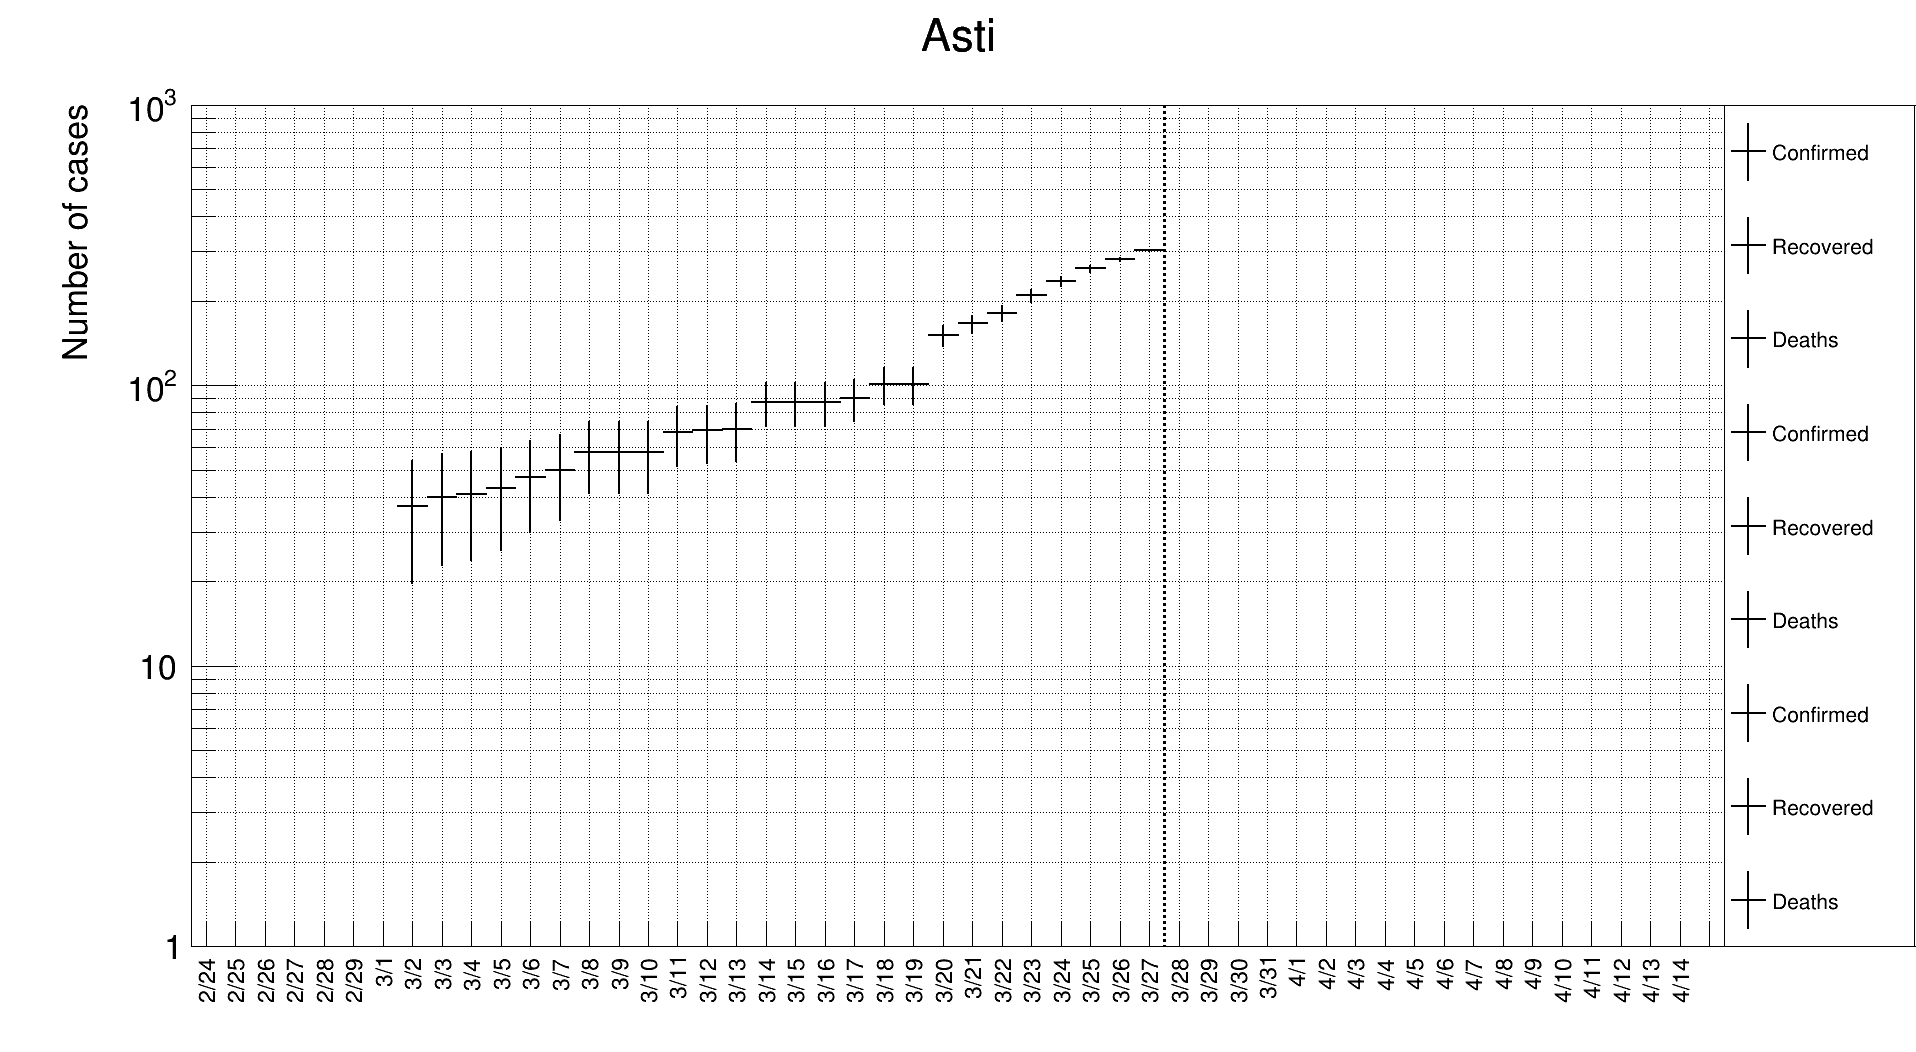 Asti
Number of cases
10³
10²
10
1
2/24 2/25 2/26 2/27 2/28 2/29 3/1 3/2 3/3 3/4 3/5 3/6 3/7 3/8 3/9 3/10 3/11 3/12 3/13 3/14 3/15 3/16 3/17 3/18 3/19 3/20 3/21 3/22 3/23 3/24 3/25 3/26 3/27 3/28 3/29 3/30 3/31 4/1 4/2 4/3 4/4 4/5 4/6 4/7 4/8 4/9 4/10 4/11 4/12 4/13 4/14
Confirmed
Recovered
Deaths
Confirmed
Recovered
Deaths
Confirmed
Recovered
Deaths